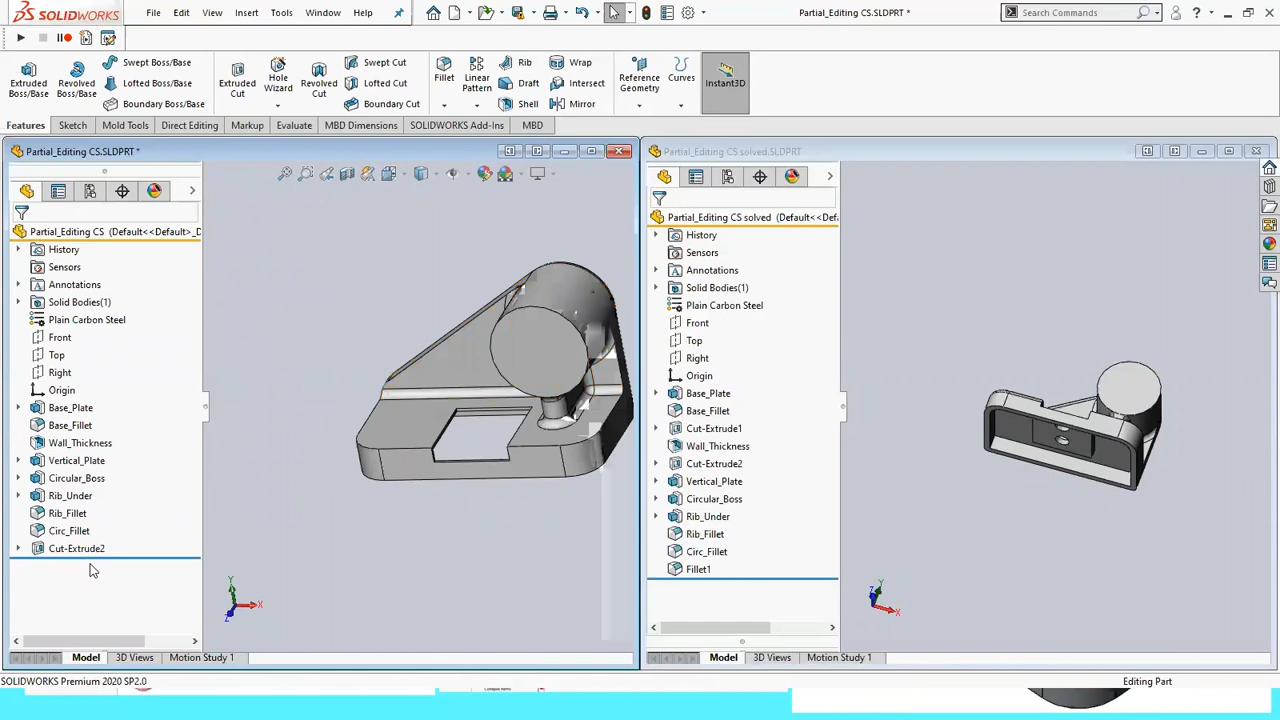 SOLIDWORKS
File Edit View Insert Tools Window Help
Partial_Editing CS.SLDPRT *
Search Commands
Extruded Boss/Base
Revolved Boss/Base
Swept Boss/Base
Lofted Boss/Base
Boundary Boss/Base
Extruded Cut
Hole Wizard
Revolved Cut
Swept Cut
Lofted Cut
Boundary Cut
Fillet
Linear Pattern
Rib
Draft
Shell
Wrap
Intersect
Mirror
Reference Geometry
Curves
Instant3D
Features Sketch Mold Tools Direct Editing Markup Evaluate MBD Dimensions SOLIDWORKS Add-Ins MBD
Partial_Editing CS.SLDPRT *
Partial_Editing CS (Default<<Default>_D
History
Sensors
Annotations
Solid Bodies(1)
Plain Carbon Steel
Front
Top
Right
Origin
Base_Plate
Base_Fillet
Wall_Thickness
Vertical_Plate
Circular_Boss
Rib_Under
Rib_Fillet
Circ_Fillet
Cut-Extrude2
Y
X
Z
Model 3D Views Motion Study 1
Partial_Editing CS solved.SLDPRT
Partial_Editing CS solved (Default<<Defa
History
Sensors
Annotations
Solid Bodies(1)
Plain Carbon Steel
Front
Top
Right
Origin
Base_Plate
Base_Fillet
Cut-Extrude1
Wall_Thickness
Cut-Extrude2
Vertical_Plate
Circular_Boss
Rib_Under
Rib_Fillet
Circ_Fillet
Fillet1
Y
Z
X
Model 3D Views Motion Study 1
SOLIDWORKS Premium 2020 SP2.0
Editing Part